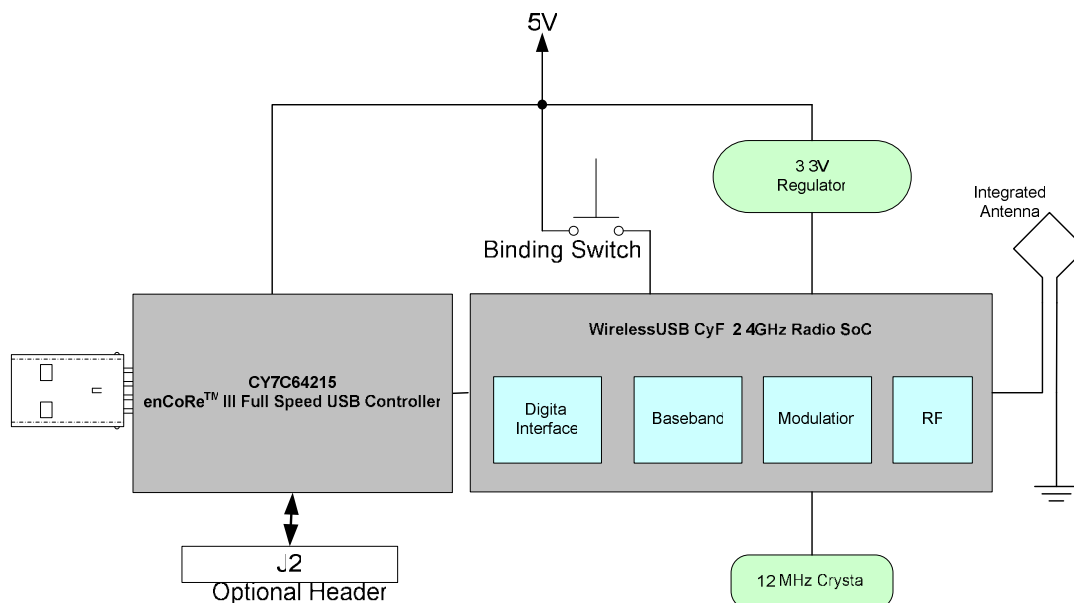 5V
3 3V
Regulator
Integrated
Antenna
Binding Switch
WirelessUSB CyF 2 4GHz Radio SoC
CY7C64215
enCoRe™ III Full Speed USB Controller
Digita
Interface
Baseband
Modulation
RF
J2
Optional Header
12 MHz Crysta